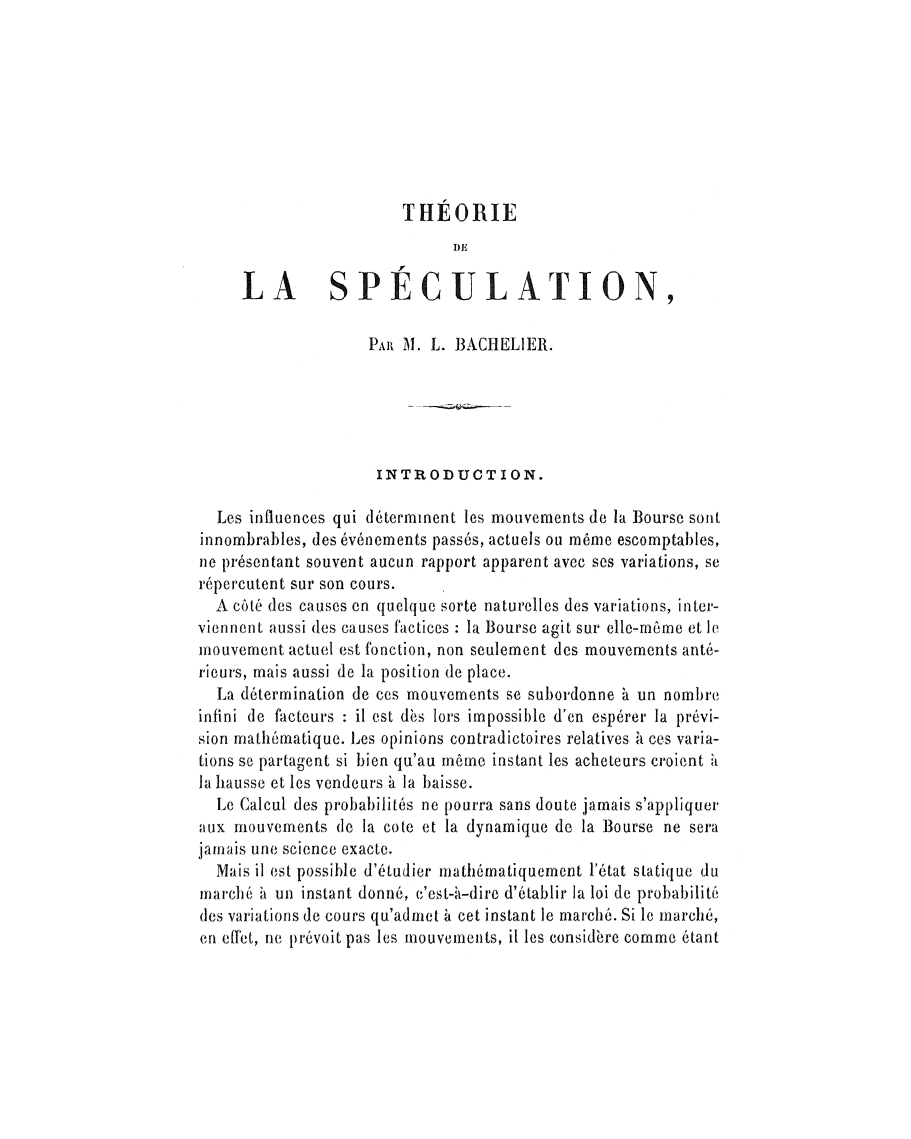 THÉORIE
DE
LA SPÉCULATION,
PAR M. L. BACHELIER.
INTRODUCTION.
Les influences qui déterminent les mouvements de la Bourse sont
innombrables, des événements passés, actuels ou même escomptables,
ne présentant souvent aucun rapport apparent avec ses variations, se
répercutent sur son cours.
A côté des causes en quelque sorte naturelles des variations, inter-
viennent aussi des causes factices : la Bourse agit sur elle-même et le
mouvement actuel est fonction, non seulement des mouvements anté-
rieurs, mais aussi de la position de place.
La détermination de ces mouvements se subordonne à un nombre
infini de facteurs : il est dès lors impossible d'en espérer la prévi-
sion mathématique. Les opinions contradictoires relatives à ces varia-
tions se partagent si bien qu'au même instant les acheteurs croient à
la hausse et les vendeurs à la baisse.
Le Calcul des probabilités ne pourra sans doute jamais s'appliquer
aux mouvements de la cote et la dynamique de la Bourse ne sera
jamais une science exacte.
Mais il est possible d'étudier mathématiquement l'état statique du
marché à un instant donné, c'est-à-dire d'établir la loi de probabilité
des variations de cours qu'admet à cet instant le marché. Si le marché,
en effet, ne prévoit pas les mouvements, il les considère comme étant